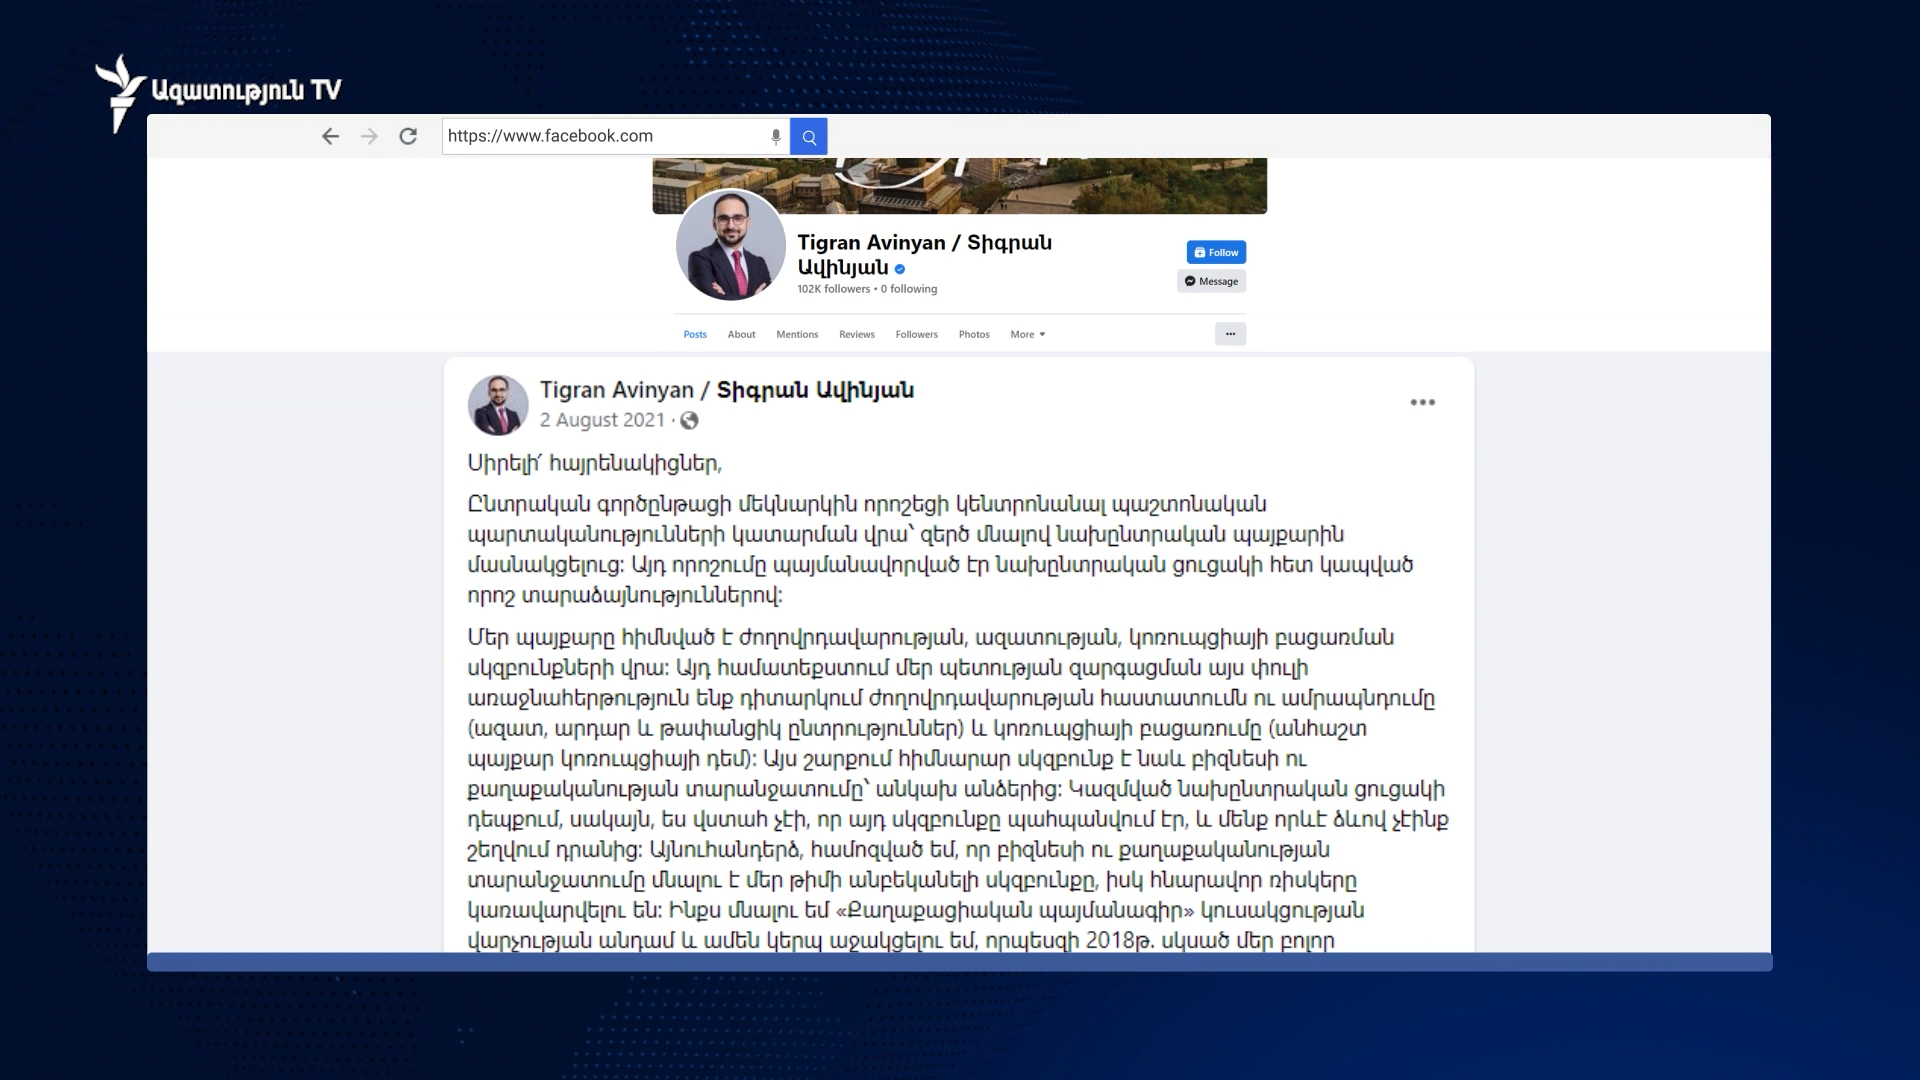 Ազատություն TV
https://www.facebook.com
Tigran Avinyan / Տիգրան
Ավինյան
102K followers • 0 following
Follow
Message
Posts About Mentions Reviews Followers Photos More
Tigran Avinyan / Տիգրան Ավինյան
2 August 2021 ·
Սիրելի՛ հայրենակիցներ,
Ընտրական գործընթացի մեկնարկին որոշեցի կենտրոնանալ պաշտոնական
պարտականությունների կատարման վրա՝ զերծ մնալով նախընտրական պայքարին
մասնակցելուց: Այդ որոշումը պայմանավորված էր նախընտրական ցուցակի հետ կապված
որոշ տարաձայնություններով:
Մեր պայքարը հիմնված է ժողովրդավարության, ազատության, կոռուպցիայի բացառման
սկզբունքների վրա: Այդ համատեքստում մեր պետության զարգացման այս փուլի
առաջնահերթություն ենք դիտարկում ժողովրդավարության հաստատումն ու ամրապնդումը
(ազատ, արդար և թափանցիկ ընտրություններ) և կոռուպցիայի բացառումը (անհաշտ
պայքար կոռուպցիայի դեմ): Այս շարքում հիմնարար սկզբունք է նաև բիզնեսի ու
քաղաքականության տարանջատումը՝ անկախ անձերից: Կազմված նախընտրական ցուցակի
դեպքում, սակայն, ես վստահ չէի, որ այդ սկզբունքը պահպանվում էր, և մենք որևէ ձևով չէինք
շեղվում դրանից: Այնուհանդերձ, համոզված եմ, որ բիզնեսի ու քաղաքականության
տարանջատումը մնալու է մեր թիմի անբեկանելի սկզբունքը, իսկ հնարավոր ռիսկերը
կառավարվելու են: Ինքս մնալու եմ «Քաղաքացիական պայմանագիր» կուսակցության
վարչության անդամ և ամեն կերպ աջակցելու եմ, որպեսզի 2018թ. սկսած մեր բոլոր